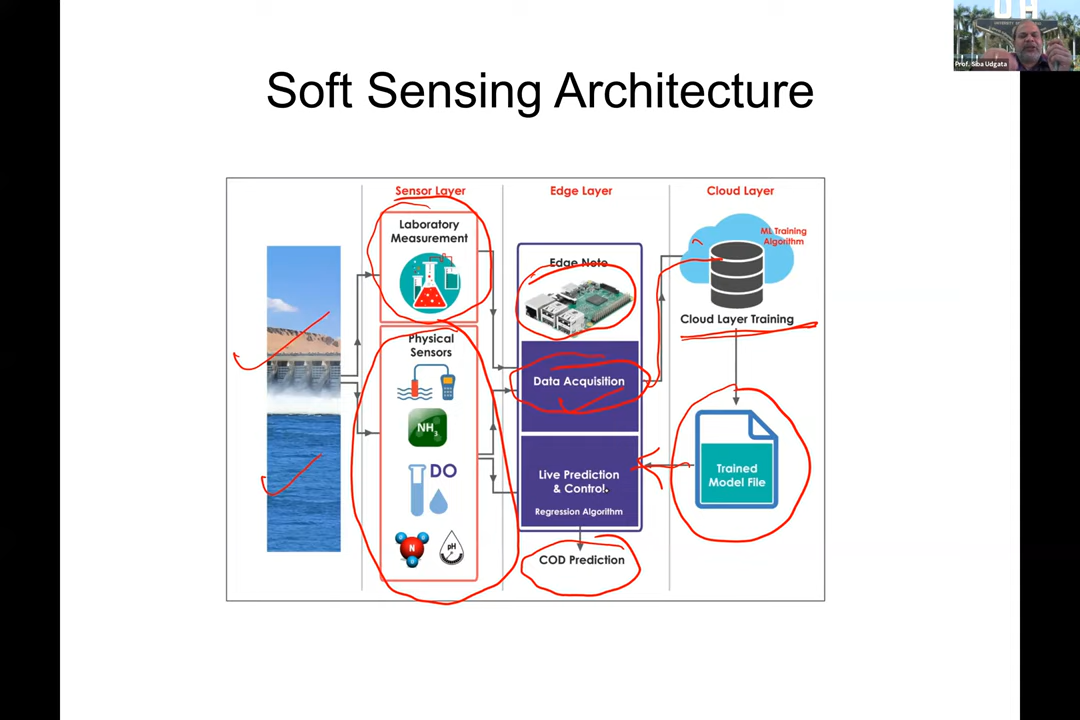 Prof. Siba Udgata
Soft Sensing Architecture
Sensor Layer
Edge Layer
Cloud Layer
Laboratory
Measurement
Edge Note
ML Training
Algorithm
Cloud Layer Training
Physical
Sensors
Data Acquisition
NH3
DO
Live Prediction
& Control
Regression Algorithm
Trained
Model File
N
pH
COD Prediction